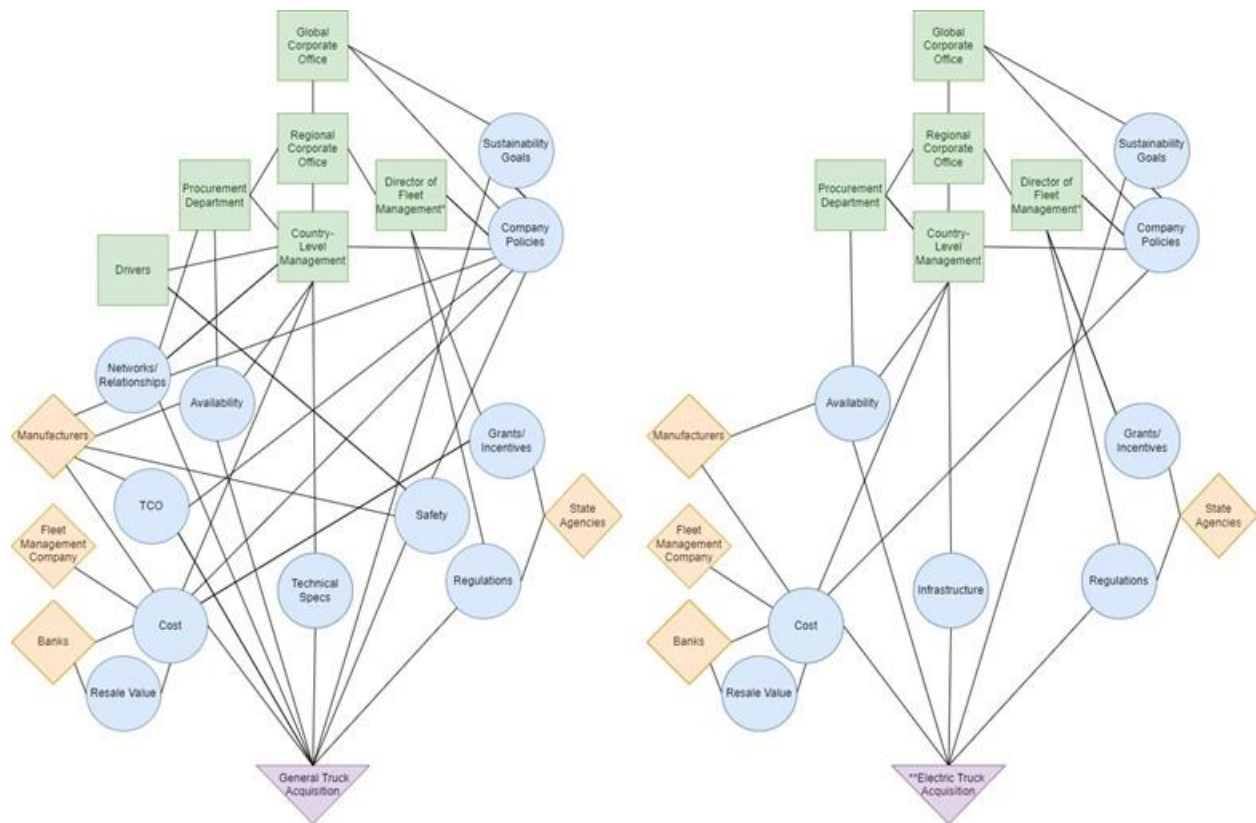 Global
Corporate
Office
Regional
Corporate
Office
Sustainability
Goals
Procurement
Department
Director of
Fleet
Management*
Country-
Level
Management
Company
Policies
Drivers
Networks/
Relationships
Availability
Manufacturers
Grants/
Incentives
TCO
Safety
State
Agencies
Fleet
Management
Company
Technical
Specs
Regulations
Cost
Banks
Resale Value
General Truck
Acquisition
Global
Corporate
Office
Regional
Corporate
Office
Sustainability
Goals
Procurement
Department
Director of
Fleet
Management*
Country-
Level
Management
Company
Policies
Availability
Manufacturers
Grants/
Incentives
State
Agencies
Fleet
Management
Company
Infrastructure
Regulations
Cost
Banks
Resale Value
**Electric Truck
Acquisition